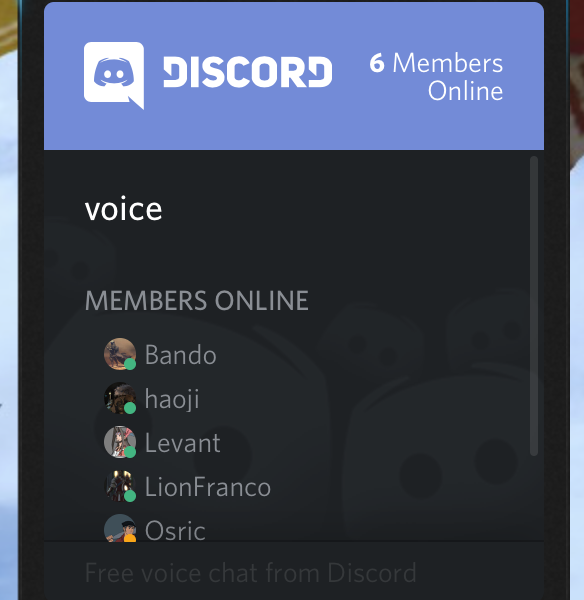 DISCORD
6 Members
Online
voice
MEMBERS ONLINE
Bando
haoji
Levant
LionFranco
Osric
Free voice chat from Discord